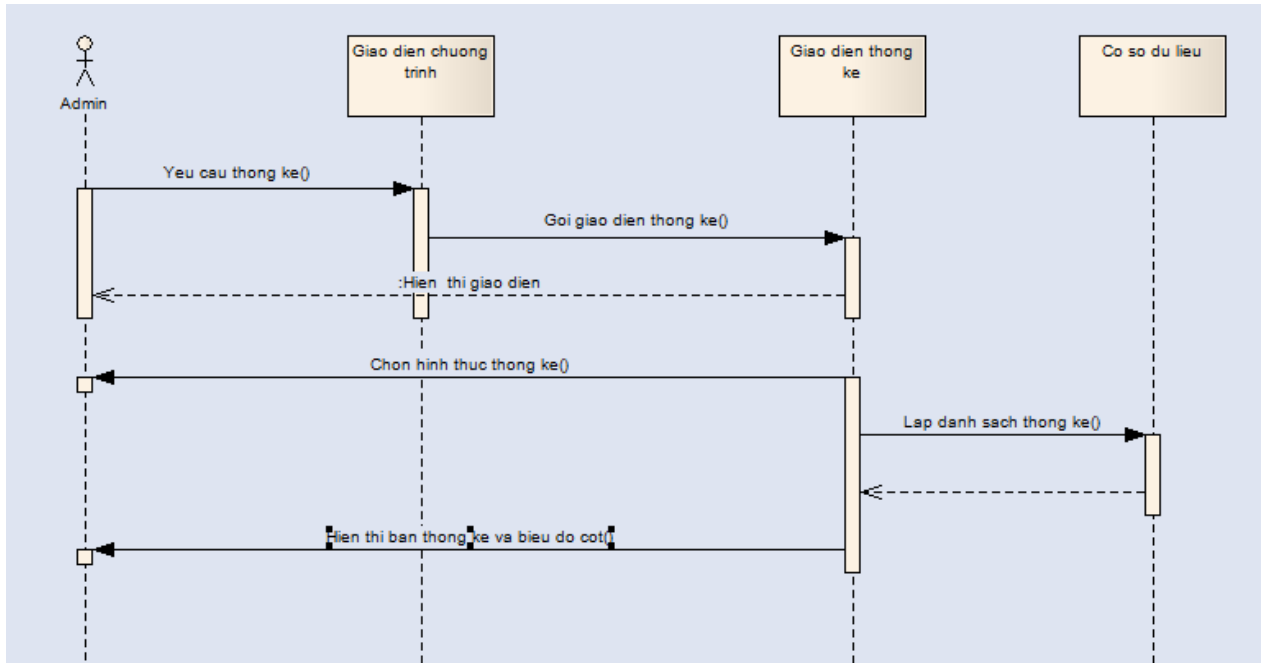 Giao dien chuong
trinh
Giao dien thong
ke
Co so du lieu
Admin
Yeu cau thong ke()
Goi giao dien thong ke()
:Hien thi giao dien
Chon hinh thuc thong ke()
Lap danh sach thong ke()
Hien thi ban thong ke va bieu do cot()